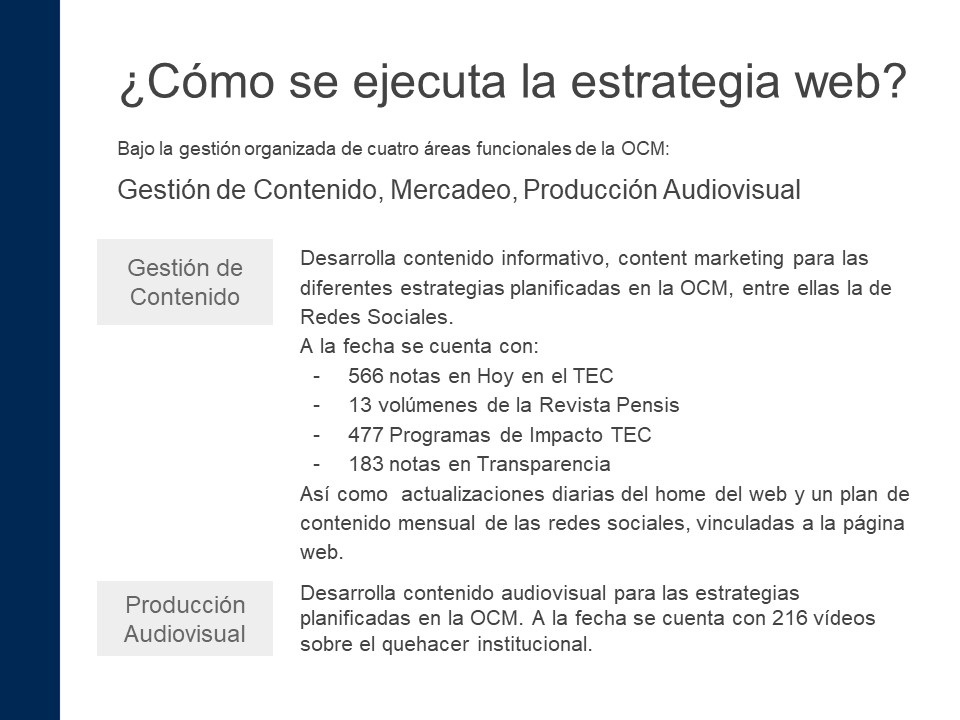 ¿Cómo se ejecuta la estrategia web?
Bajo la gestión organizada de cuatro áreas funcionales de la OCM:
Gestión de Contenido, Mercadeo, Producción Audiovisual
Gestión de
Contenido
Desarrolla contenido informativo, content marketing para las
diferentes estrategias planificadas en la OCM, entre ellas la de
Redes Sociales.
A la fecha se cuenta con:
- 566 notas en Hoy en el TEC
- 13 volúmenes de la Revista Pensis
- 477 Programas de Impacto TEC
- 183 notas en Transparencia
Así como actualizaciones diarias del home del web y un plan de
contenido mensual de las redes sociales, vinculadas a la página
web.
Producción
Audiovisual
Desarrolla contenido audiovisual para las estrategias
planificadas en la OCM. A la fecha se cuenta con 216 vídeos
sobre el quehacer institucional.